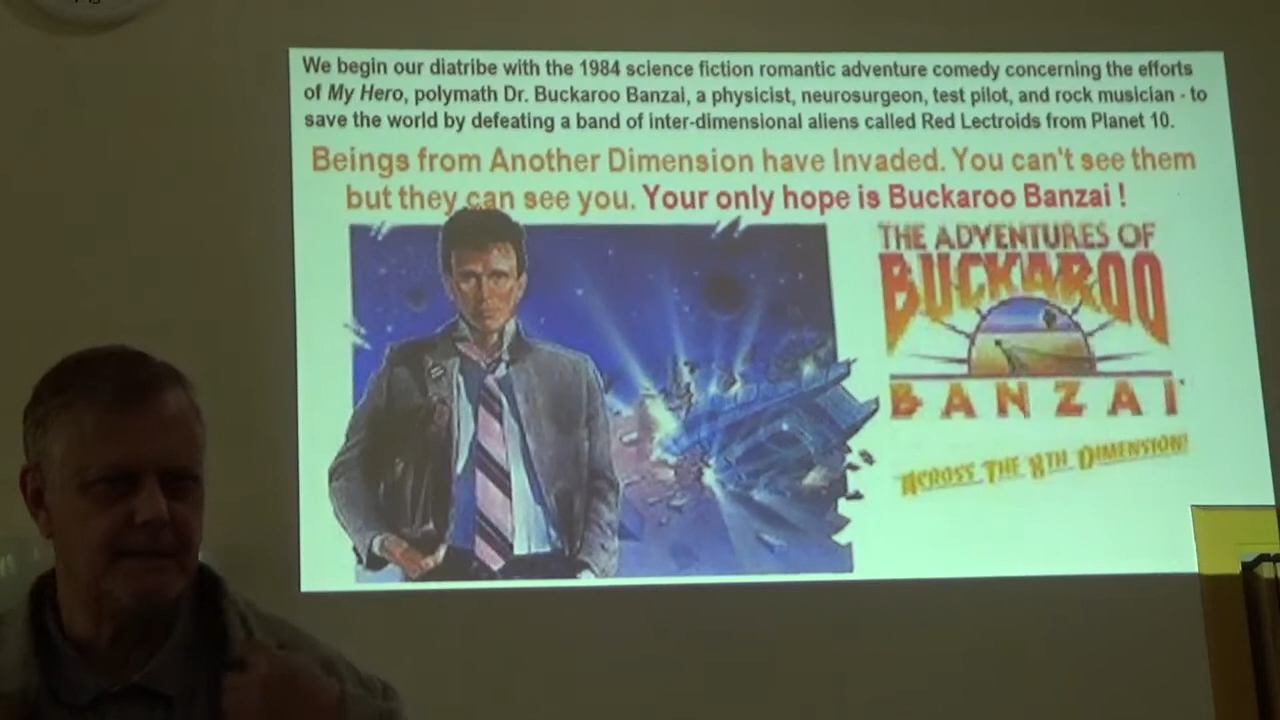 We begin our diatribe with the 1984 science fiction romantic adventure comedy concerning the efforts
of My Hero, polymath Dr. Buckaroo Banzai, a physicist, neurosurgeon, test pilot, and rock musician - to
save the world by defeating a band of inter-dimensional aliens called Red Lectroids from Planet 10.
Beings from Another Dimension have Invaded. You can't see them
but they can see you. Your only hope is Buckaroo Banzai !
THE ADVENTURES OF
BUCKAROO
BANZAI
ACROSS THE 8TH DIMENSION!